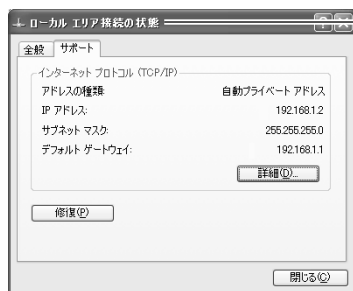 ローカル エリア接続の状態
全般 サポート
インターネット プロトコル (TCP/IP)
アドレスの種類: 自動プライベート アドレス
IP アドレス: 192.168.1.2
サブネット マスク: 255.255.255.0
デフォルト ゲートウェイ: 192.168.1.1
詳細(D)...
修復(P)
閉じる(C)